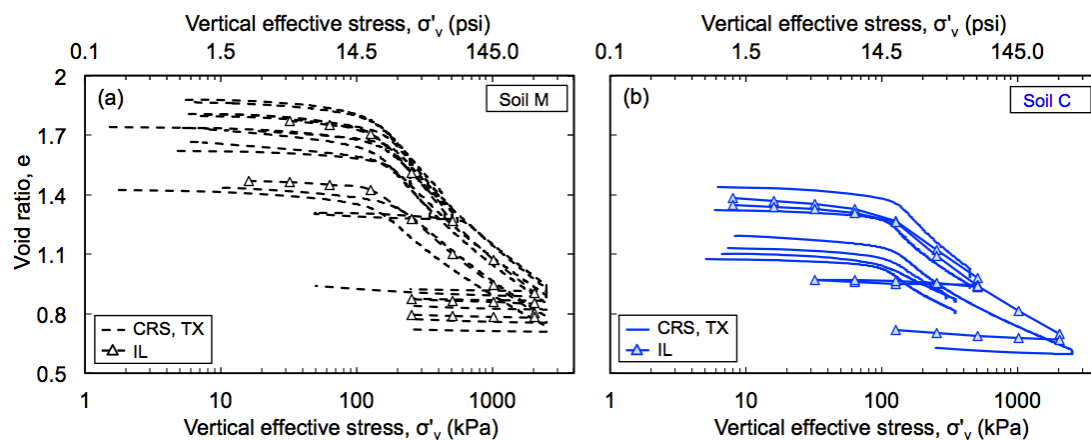 Vertical effective stress, σ'v (psi)
0.1 1.5 14.5 145.0
2
1.7
1.4
1.1
0.8
0.5
Void ratio, e
(a)
Soil M
CRS, TX
IL
1 10 100 1000
Vertical effective stress, σ'v (kPa)
Vertical effective stress, σ'v (psi)
0.1 1.5 14.5 145.0
(b)
Soil C
CRS, TX
IL
1 10 100 1000
Vertical effective stress, σ'v (kPa)